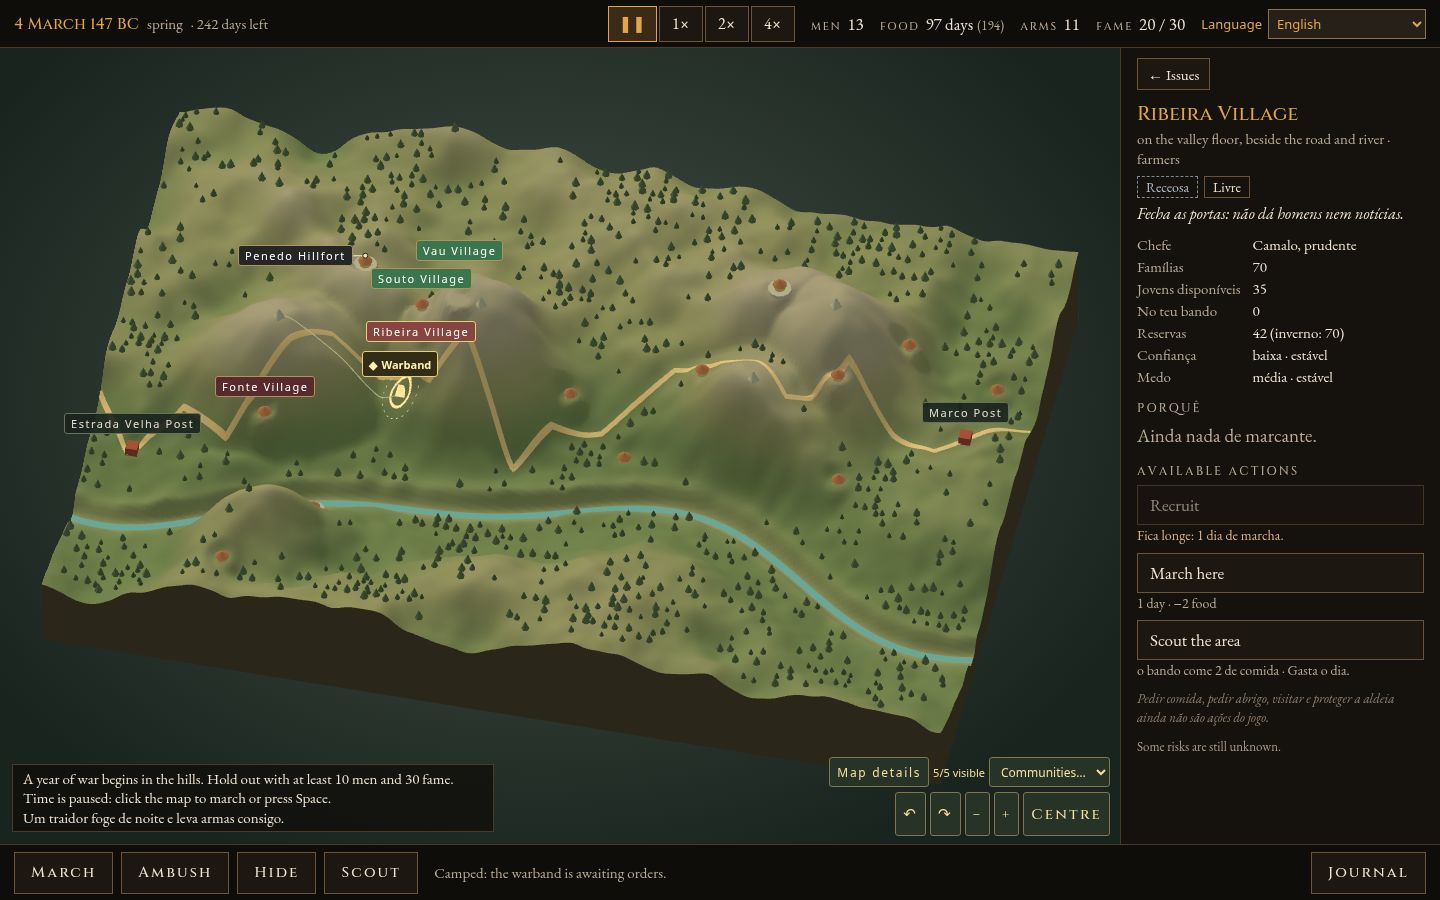 4 March 147 BC spring · 242 days left
❚❚ 1× 2× 4×
MEN 13 FOOD 97 days (194) ARMS 11 FAME 20 / 30
Language English
← Issues
Ribeira Village
on the valley floor, beside the road and river ·
farmers
Receosa Livre
Fecha as portas: não dá homens nem notícias.
Chefe Camalo, prudente
Famílias 70
Jovens disponíveis 35
No teu bando 0
Reservas 42 (inverno: 70)
Confiança baixa · estável
Medo média · estável
PORQUÊ
Ainda nada de marcante.
AVAILABLE ACTIONS
Recruit
Fica longe: 1 dia de marcha.
March here
1 day · −2 food
Scout the area
o bando come 2 de comida · Gasta o dia.
Pedir comida, pedir abrigo, visitar e proteger a aldeia
ainda não são ações do jogo.
Some risks are still unknown.
Vau Village
Penedo Hillfort
Souto Village
Ribeira Village
◆ Warband
Fonte Village
Estrada Velha Post
Marco Post
A year of war begins in the hills. Hold out with at least 10 men and 30 fame.
Time is paused: click the map to march or press Space.
Um traidor foge de noite e leva armas consigo.
Map details 5/5 visible Communities...
↶ ↷ − + Centre
March Ambush Hide Scout Camped: the warband is awaiting orders.
Journal